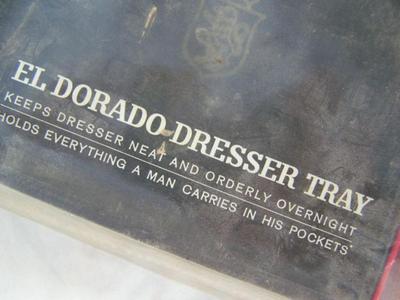 EL DORADO DRESSER TRAY
KEEPS DRESSER NEAT AND ORDERLY OVERNIGHT
HOLDS EVERYTHING A MAN CARRIES IN HIS POCKETS